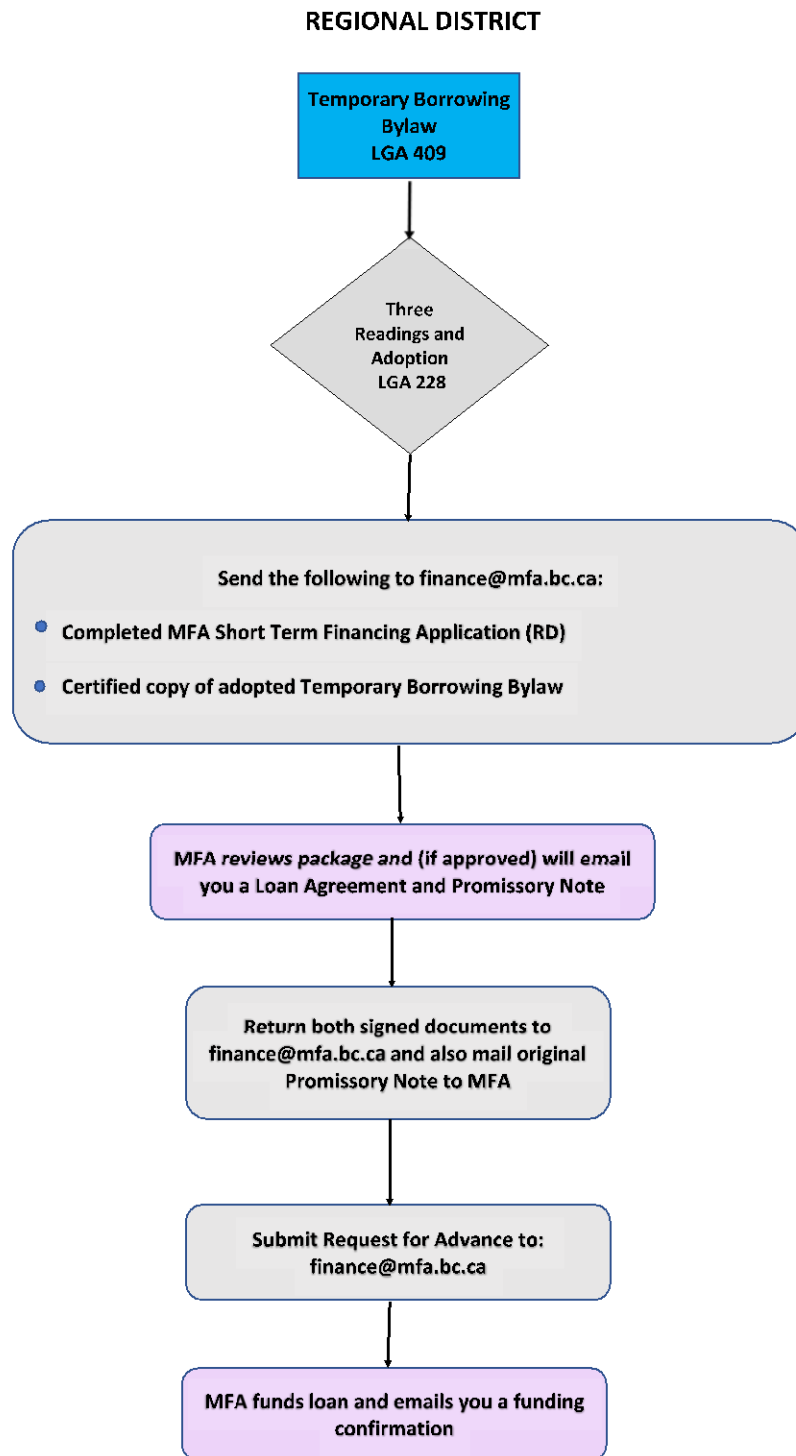 REGIONAL DISTRICT
Temporary Borrowing
Bylaw
LGA 409
Three
Readings and
Adoption
LGA 228
Send the following to finance@mfa.bc.ca:
• Completed MFA Short Term Financing Application (RD)
• Certified copy of adopted Temporary Borrowing Bylaw
MFA reviews package and (if approved) will email
you a Loan Agreement and Promissory Note
Return both signed documents to
finance@mfa.bc.ca and also mail original
Promissory Note to MFA
Submit Request for Advance to:
finance@mfa.bc.ca
MFA funds loan and emails you a funding
confirmation